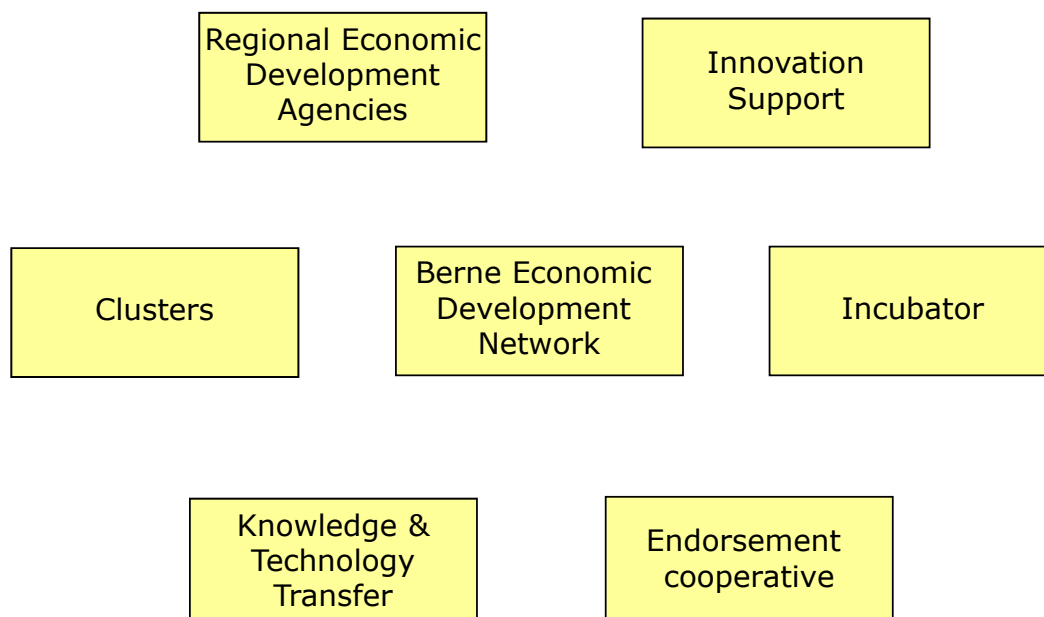 Regional Economic
Development
Agencies
Innovation
Support
Clusters
Berne Economic
Development
Network
Incubator
Knowledge &
Technology
Transfer
Endorsement
cooperative